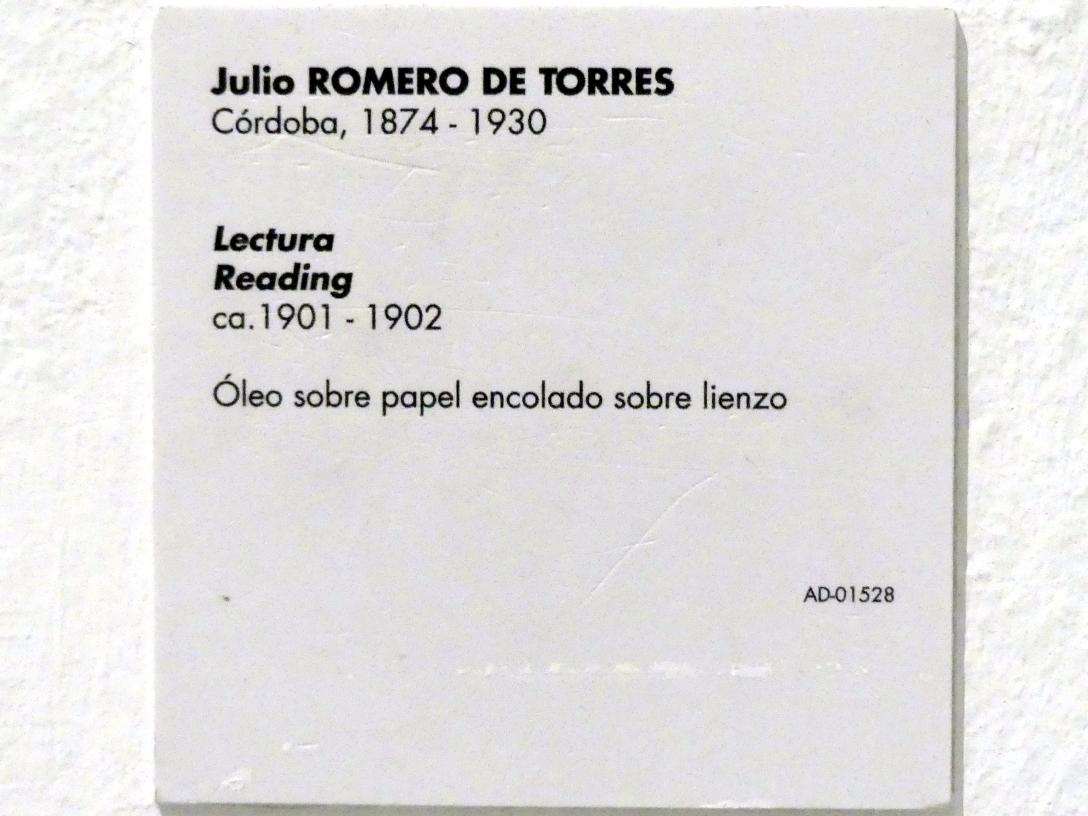 Julio ROMERO DE TORRES
Córdoba, 1874 - 1930
Lectura
Reading
ca.1901 - 1902
Óleo sobre papel encolado sobre lienzo
AD-01528